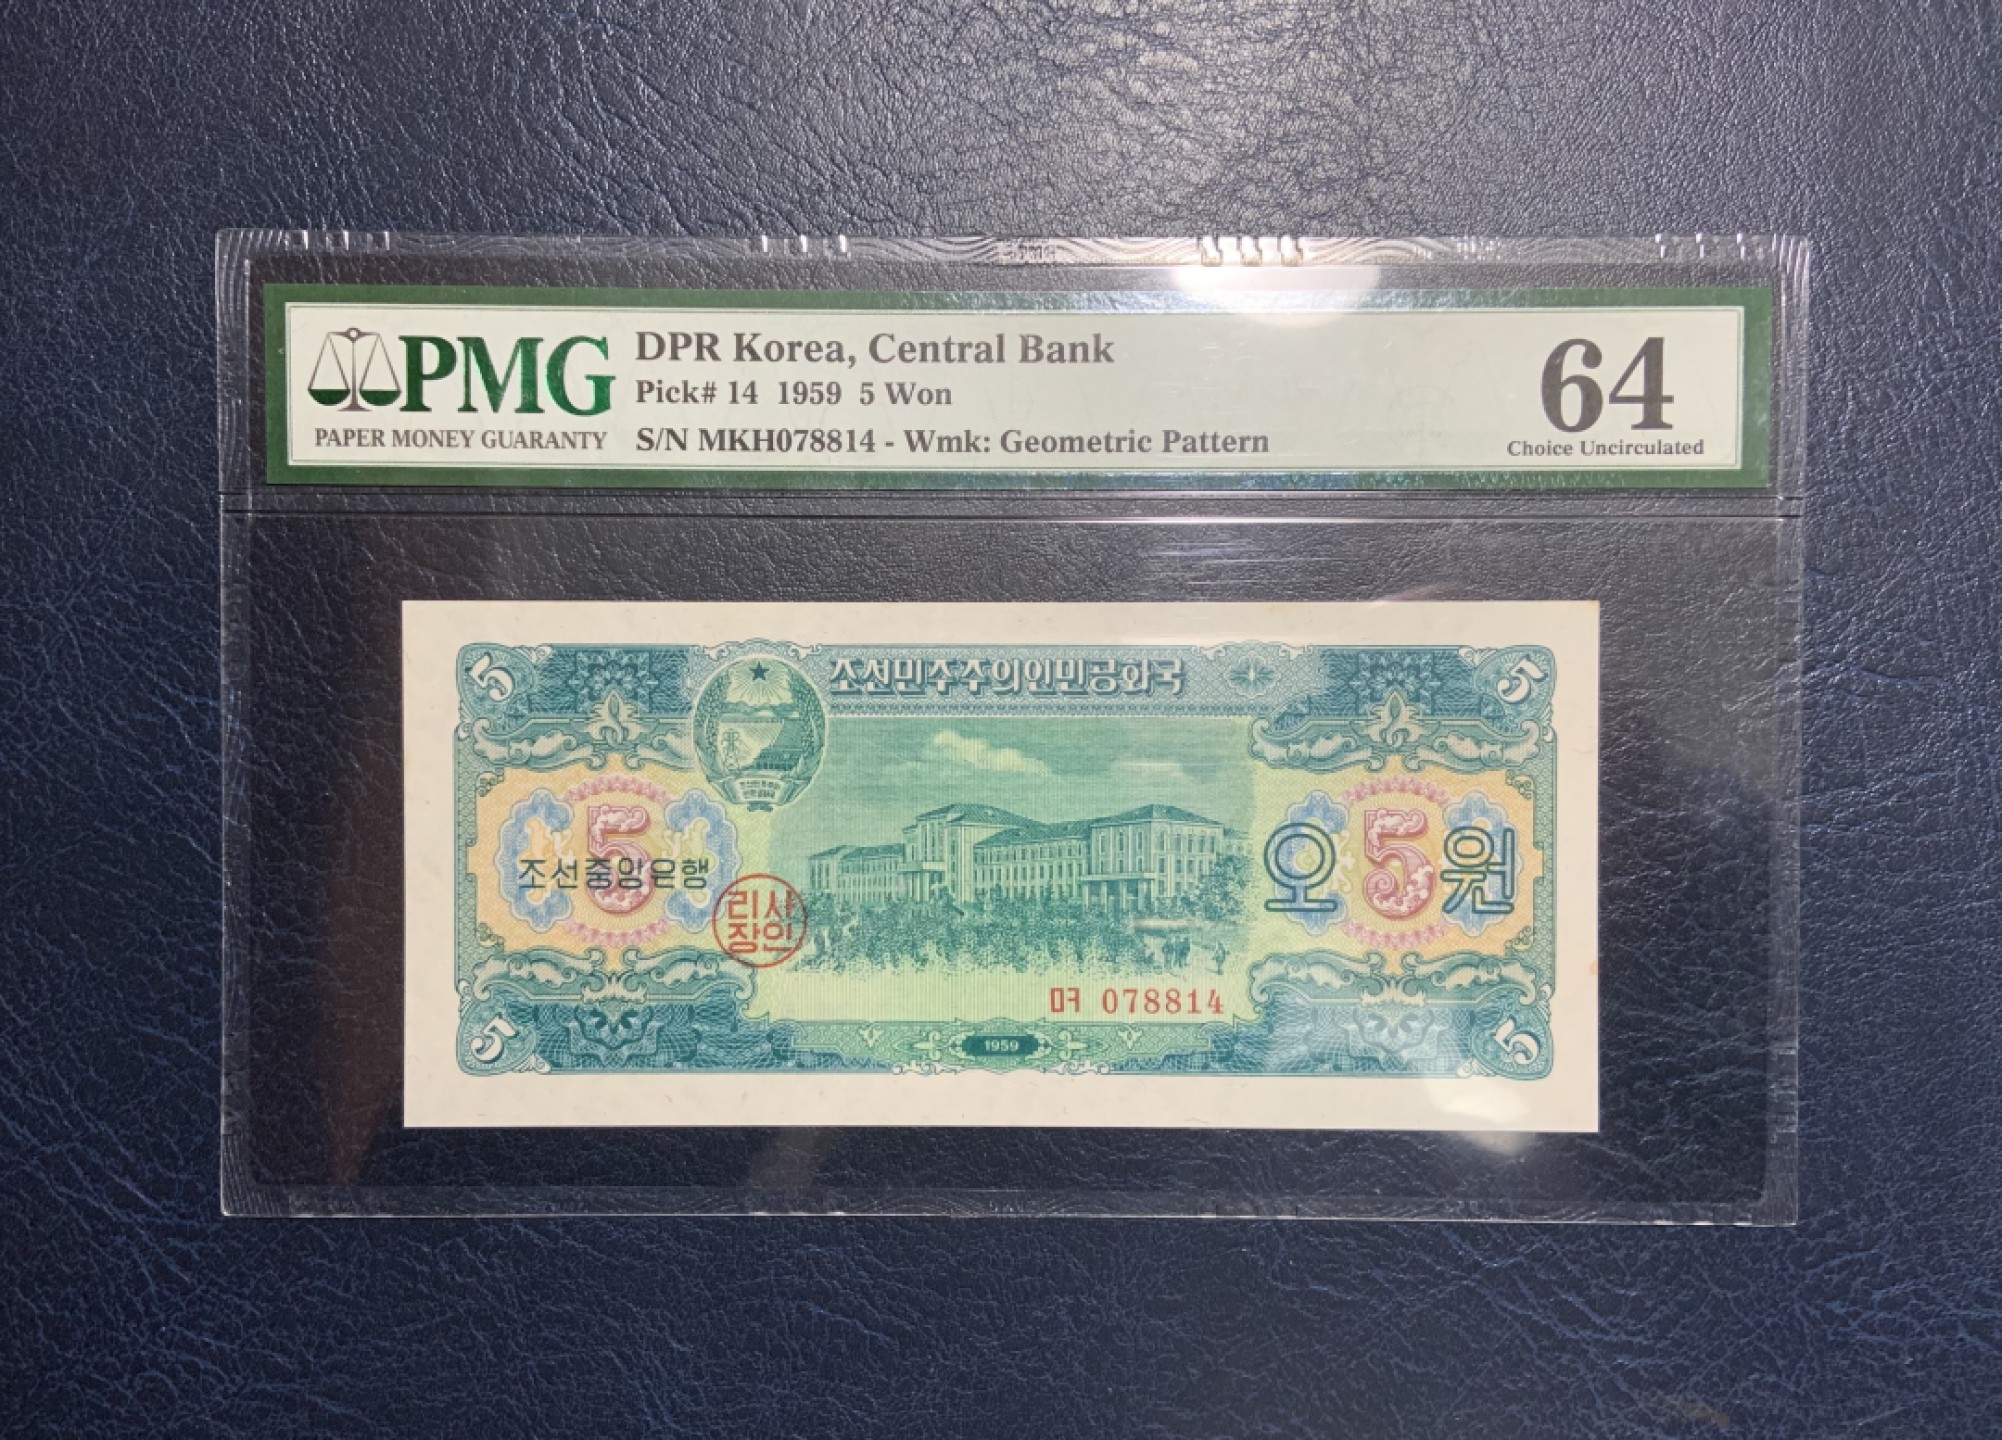 PMG
PAPER MONEY GUARANTY
DPR Korea, Central Bank
Pick# 14 1959 5 Won
S/N MKH078814 - Wmk: Geometric Pattern
64
Choice Uncirculated
5 조선민주주의인민공화국 5
5
조선중앙은행
리사
장인
오 5 원
ㅁㅋ 078814
5 1959 5